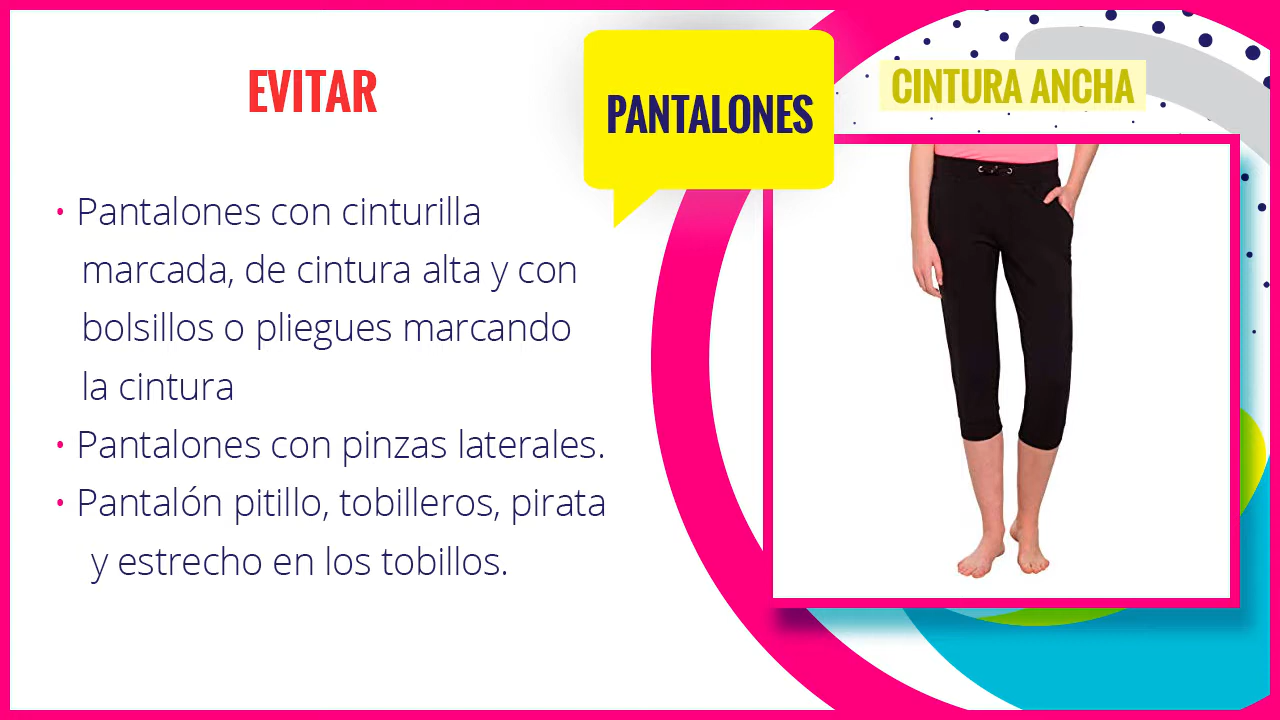 EVITAR
PANTALONES
CINTURA ANCHA
• Pantalones con cinturilla
marcada, de cintura alta y con
bolsillos o pliegues marcando
la cintura
• Pantalones con pinzas laterales.
• Pantalón pitillo, tobilleros, pirata
y estrecho en los tobillos.